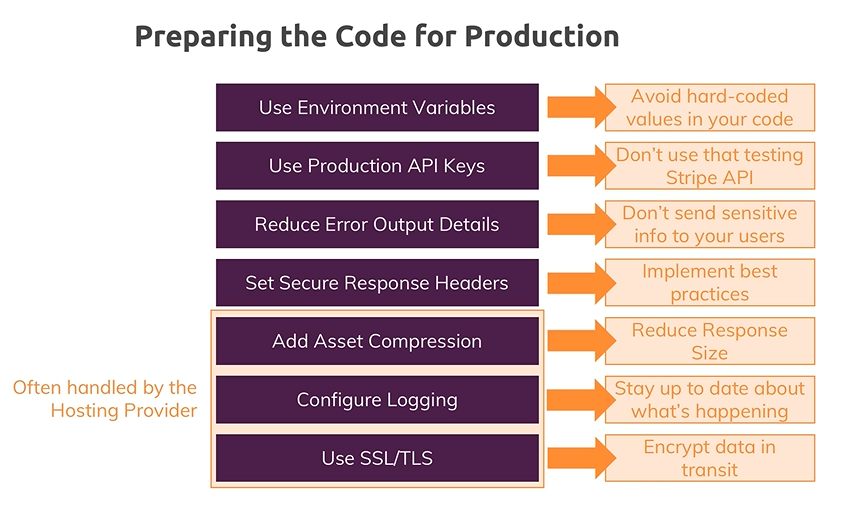 Preparing the Code for Production
Use Environment Variables
Avoid hard-coded
values in your code
Use Production API Keys
Don't use that testing
Stripe API
Reduce Error Output Details
Don't send sensitive
info to your users
Set Secure Response Headers
Implement best
practices
Add Asset Compression
Reduce Response
Size
Often handled by the
Hosting Provider
Configure Logging
Stay up to date about
what's happening
Use SSL/TLS
Encrypt data in
transit